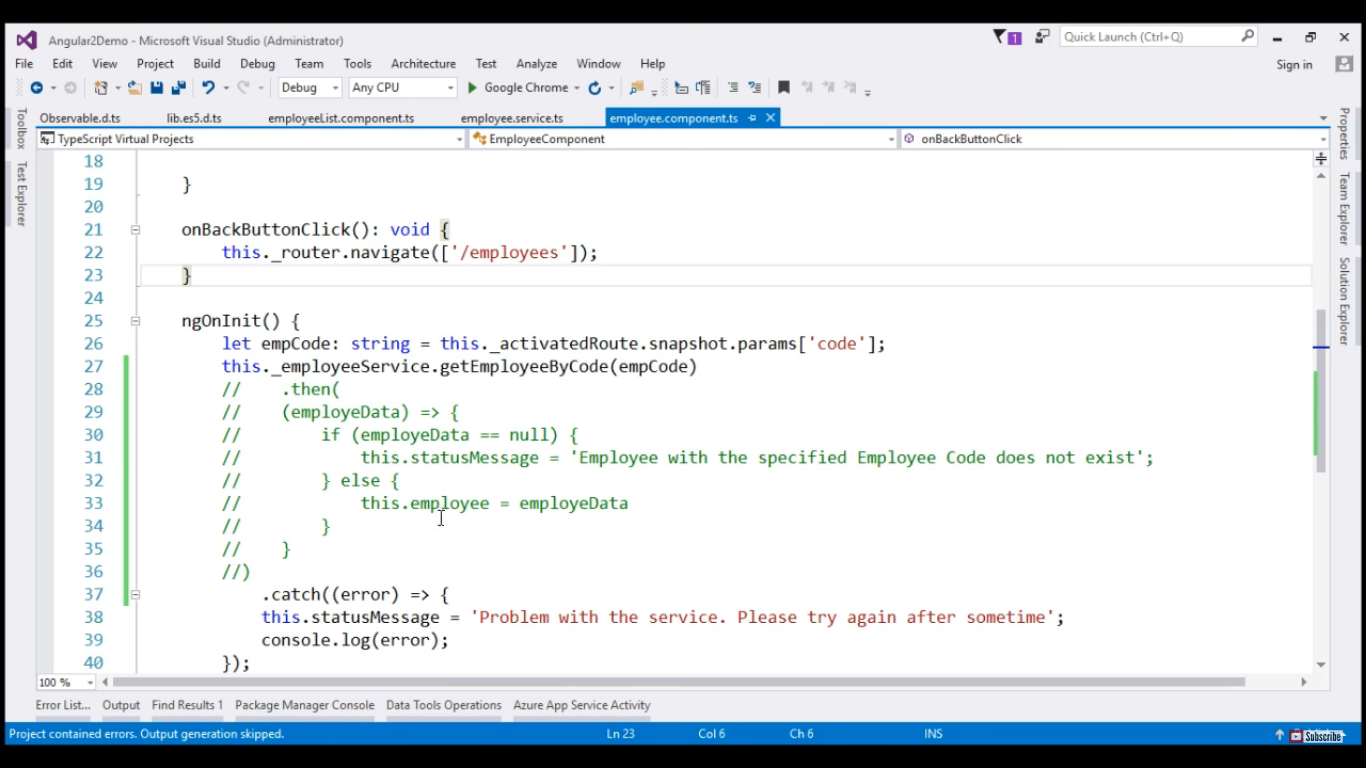 Angular2Demo - Microsoft Visual Studio (Administrator)
1
Quick Launch (Ctrl+Q)
File Edit View Project Build Debug Team Tools Architecture Test Analyze Window Help
Sign in
Debug Any CPU Google Chrome
Toolbox
Test Explorer
Observable.d.ts lib.es5.d.ts employeeList.component.ts employee.service.ts employee.component.ts
TypeScript Virtual Projects EmployeeComponent onBackButtonClick
Properties
Team Explorer
Solution Explorer
18
19 }
20
21 onBackButtonClick(): void {
22 this._router.navigate(['/employees']);
23 }
24
25 ngOnInit() {
26 let empCode: string = this._activatedRoute.snapshot.params['code'];
27 this._employeeService.getEmployeeByCode(empCode)
28 // .then(
29 // (employeData) => {
30 // if (employeData == null) {
31 // this.statusMessage = 'Employee with the specified Employee Code does not exist';
32 // } else {
33 // this.employee = employeData
34 // }
35 // }
36 //)
37 .catch((error) => {
38 this.statusMessage = 'Problem with the service. Please try again after sometime';
39 console.log(error);
40 });
100 %
Error List... Output Find Results 1 Package Manager Console Data Tools Operations Azure App Service Activity
Project contained errors. Output generation skipped. Ln 23 Col 6 Ch 6 INS
Subscribe